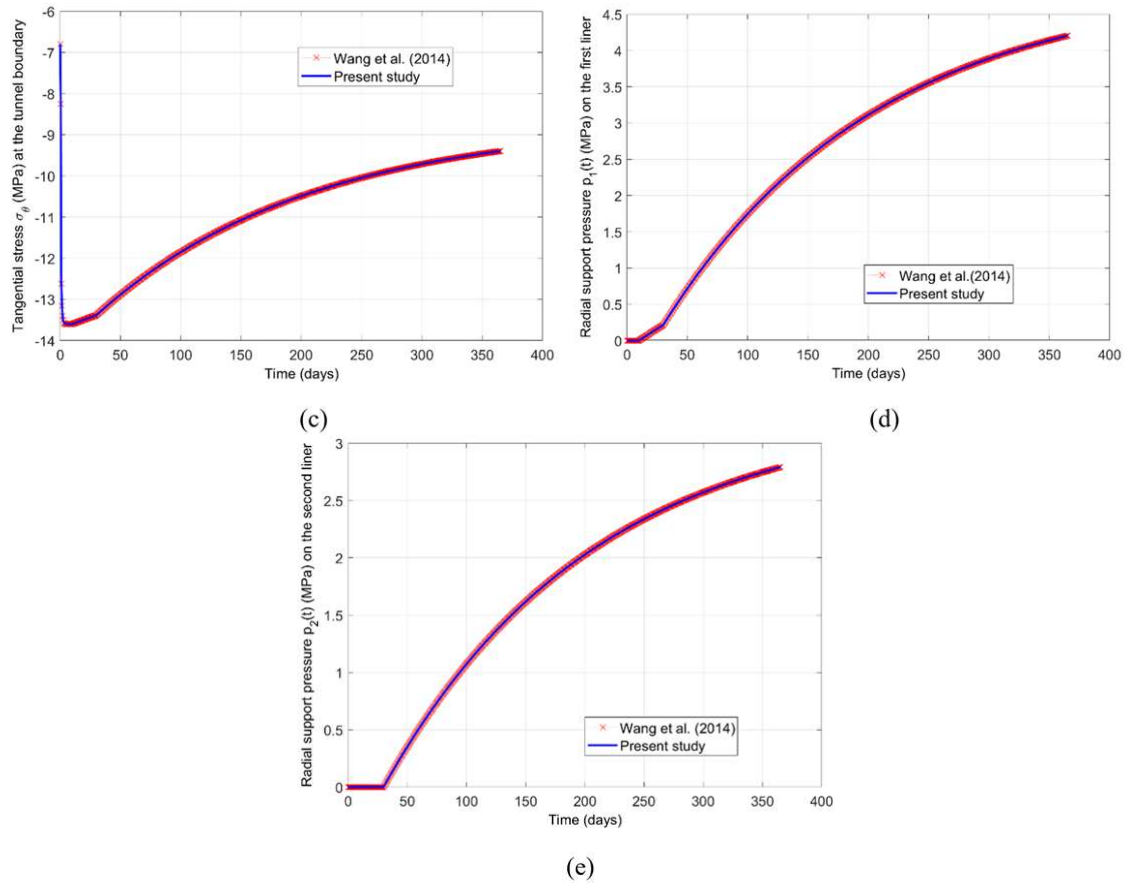 -6
-7
-8
-9
-10
-11
-12
-13
-14
Tangential stress σθ (MPa) at the tunnel boundary
Wang et al. (2014)
Present study
0 50 100 150 200 250 300 350 400
Time (days)
(c)
4.5
4
3.5
3
2.5
2
1.5
1
0.5
0
Radial support pressure p1(t) (MPa) on the first liner
Wang et al.(2014)
Present study
0 50 100 150 200 250 300 350 400
Time (days)
(d)
3
2.5
2
1.5
1
0.5
0
Radial support pressure p2(t) (MPa) on the second liner
Wang et al. (2014)
Present study
0 50 100 150 200 250 300 350 400
Time (days)
(e)